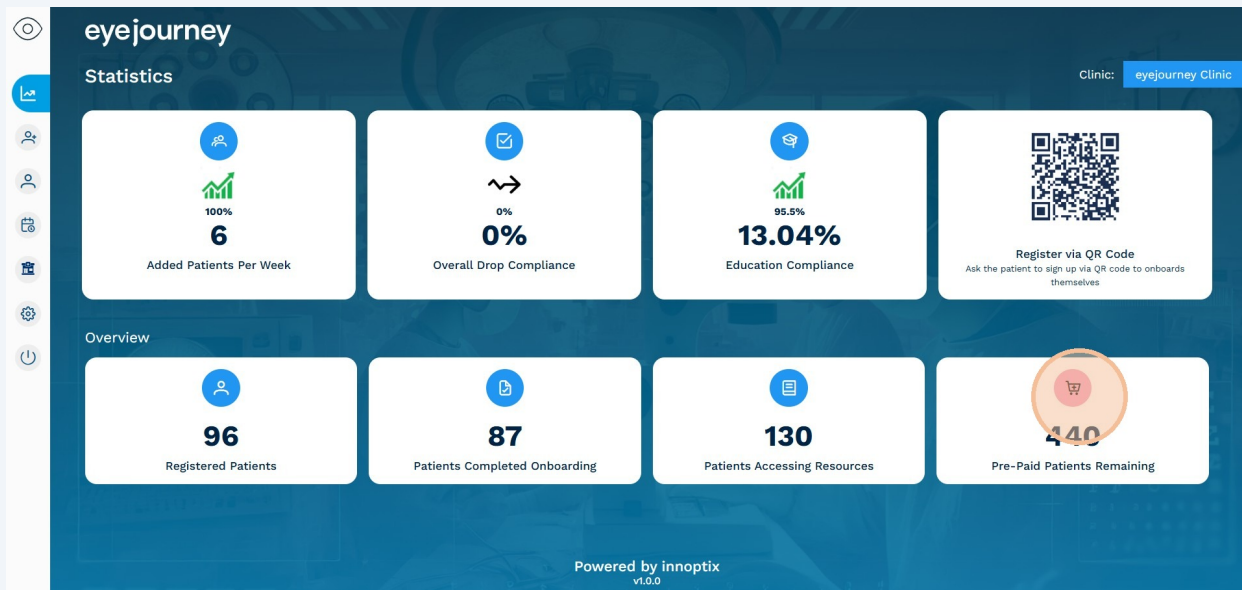 eyejourney
Statistics
Clinic:
eyejourney Clinic
100%
6
Added Patients Per Week
0%
0%
Overall Drop Compliance
95.5%
13.04%
Education Compliance
Register via QR Code
Ask the patient to sign up via QR code to onboards
themselves
Overview
96
Registered Patients
87
Patients Completed Onboarding
130
Patients Accessing Resources
440
Pre-Paid Patients Remaining
Powered by innoptix
v1.0.0